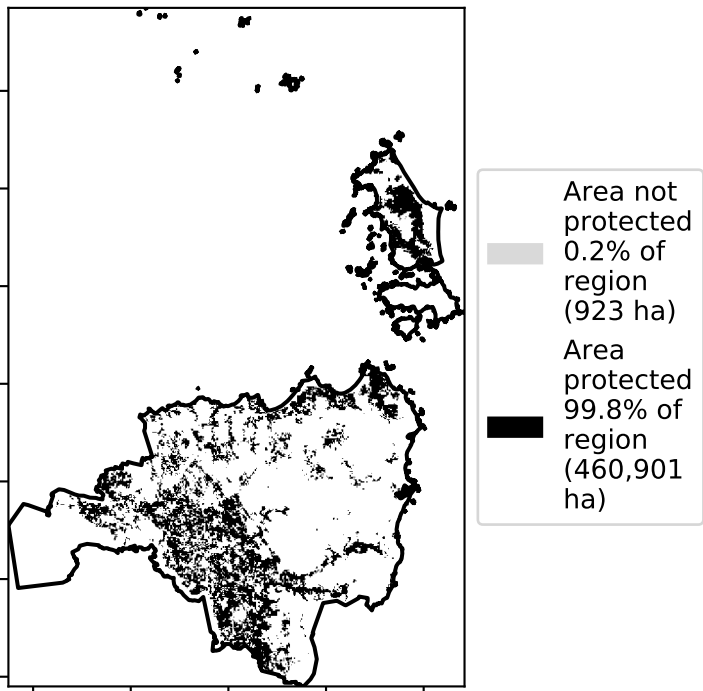 Area not
protected
0.2% of
region
(923 ha)
Area
protected
99.8% of
region
(460,901
ha)